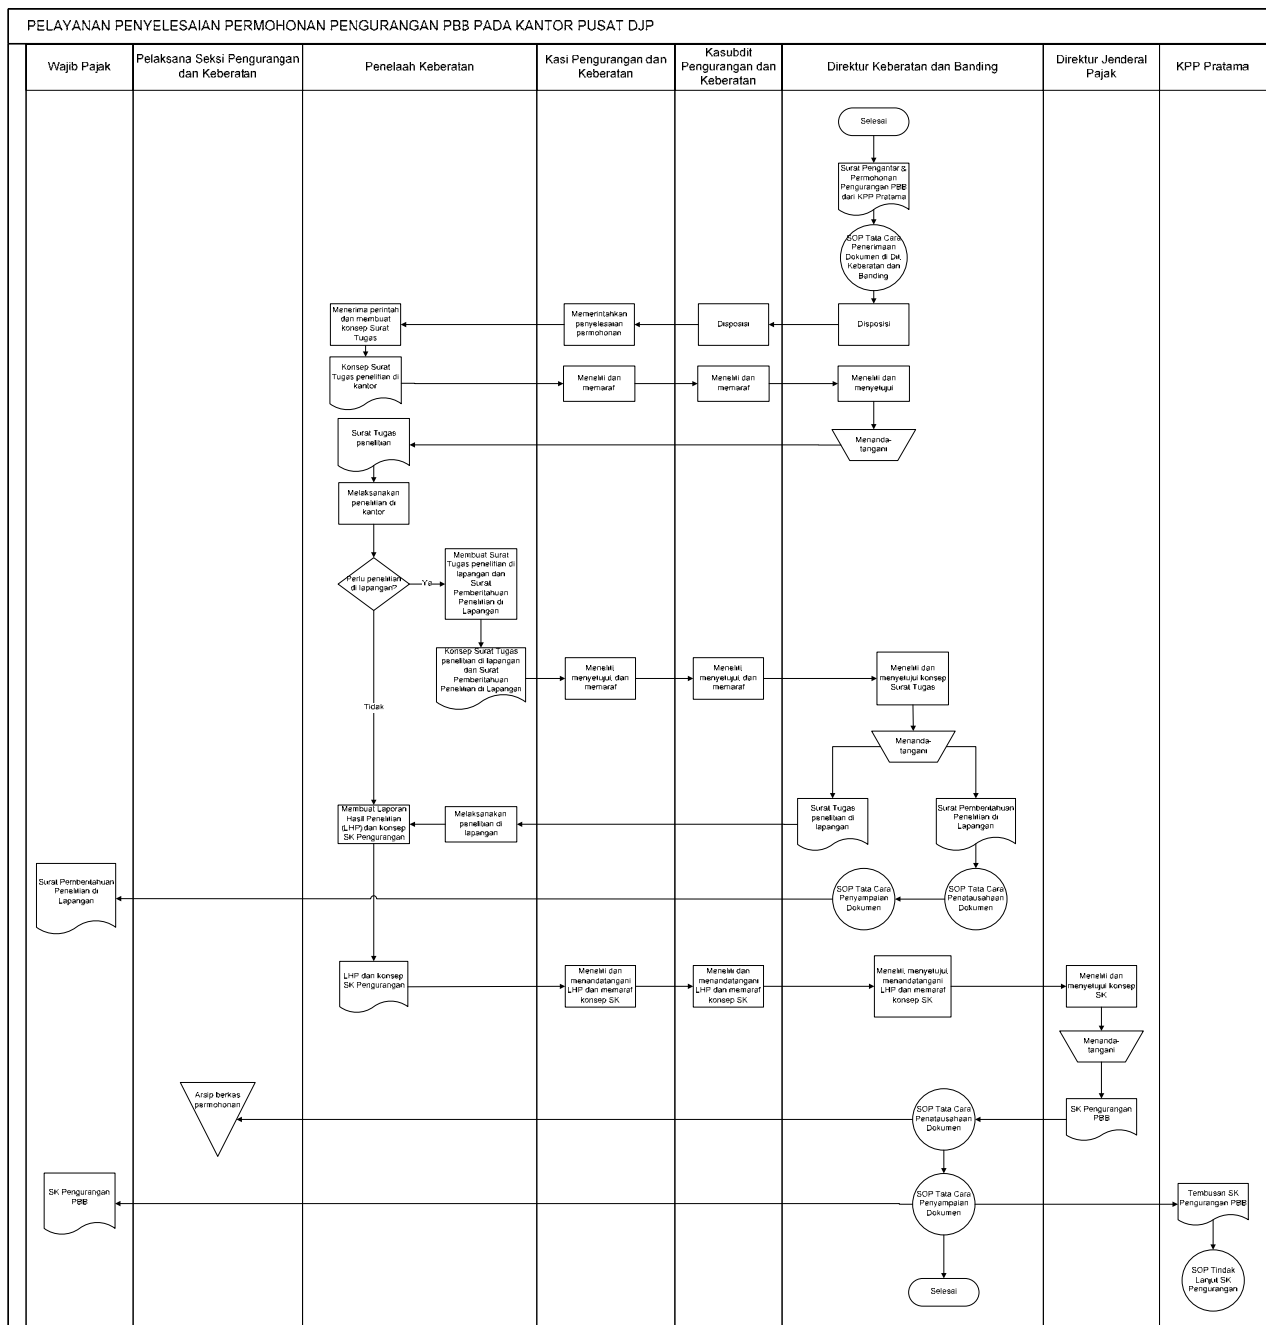 PELAYANAN PENYELESAIAN PERMOHONAN PENGURANGAN PBB PADA KANTOR PUSAT DJP
Wajib Pajak
Pelaksana Seksi Pengurangan
dan Keberatan
Penelaah Keberatan
Kasi Pengurangan dan
Keberatan
Kasubdit
Pengurangan dan
Keberatan
Direktur Keberatan dan Banding
Direktur Jenderal
Pajak
KPP Pratama
Selesai
Surat Pengantar &
Permohonan
Pengurangan PBB
dari KPP Pratama
SOP Tata Cara
Penerimaan
Dokumen di Dit.
Keberatan dan
Banding
Menerima perintah
dan membuat
konsep Surat
Tugas
Memerintahkan
penyelesaian
permohonan
Disposisi
Disposisi
Konsep Surat
Tugas penelitian di
kantor
Meneliti dan
memaraf
Meneliti dan
memaraf
Meneliti dan
menyetujui
Surat Tugas
penelitian
Menanda-
tangani
Melaksanakan
penelitian di
kantor
Perlu penelitian
di lapangan?
Ya
Membuat Surat
Tugas penelitian di
lapangan dan
Surat
Pemberitahuan
Penelitian di
Lapangan
Konsep Surat Tugas
penelitian di lapangan
dan Surat
Pemberitahuan
Penelitian di Lapangan
Meneliti,
menyetujui, dan
memaraf
Meneliti,
menyetujui, dan
memaraf
Meneliti dan
menyetujui konsep
Surat Tugas
Tidak
Menanda-
tangani
Membuat Laporan
Hasil Penelitian
(LHP) dan konsep
SK Pengurangan
Melaksanakan
penelitian di
lapangan
Surat Tugas
penelitian di
lapangan
Surat Pemberitahuan
Penelitian di
Lapangan
Surat Pemberitahuan
Penelitian di
Lapangan
SOP Tata Cara
Penyampaian
Dokumen
SOP Tata Cara
Penatausahaan
Dokumen
LHP dan konsep
SK Pengurangan
Meneliti dan
menandatangani
LHP dan memaraf
konsep SK
Meneliti dan
menandatangani
LHP dan memaraf
konsep SK
Meneliti, menyetujui,
menandatangani
LHP dan memaraf
konsep SK
Meneliti dan
menyetujui konsep
SK
Menanda-
tangani
Arsip berkas
permohonan
SOP Tata Cara
Penatausahaan
Dokumen
SK Pengurangan
PBB
SK Pengurangan
PBB
SOP Tata Cara
Penyampaian
Dokumen
Tembusan SK
Pengurangan PBB
SOP Tindak
Lanjut SK
Pengurangan
Selesai